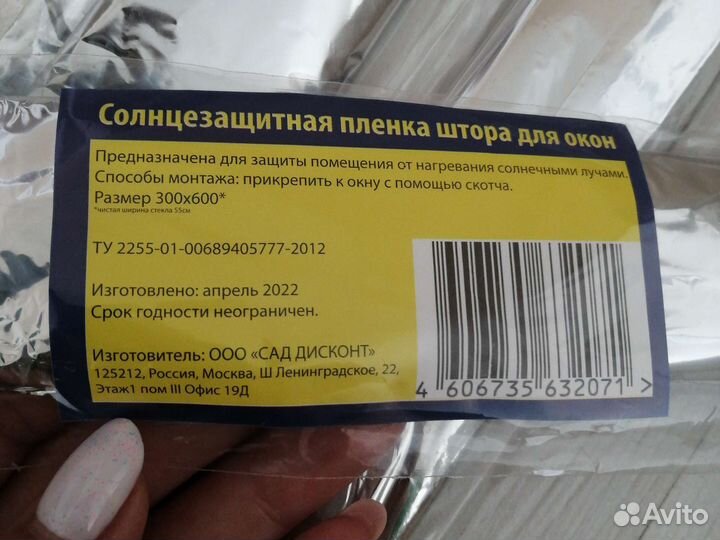 Солнцезащитная пленка штора для окон
Предназначена для защиты помещения от нагревания солнечными лучами.
Способы монтажа: прикрепить к окну с помощью скотча.
Размер 300х600*
*чистая ширина стекла 55см
ТУ 2255-01-00689405777-2012
Изготовлено: апрель 2022
Срок годности неограничен.
Изготовитель: ООО «САД ДИСКОНТ»
125212, Россия, Москва, Ш Ленинградское, 22,
Этаж1 пом III Офис 19Д
4 606735 632071 >
Avito